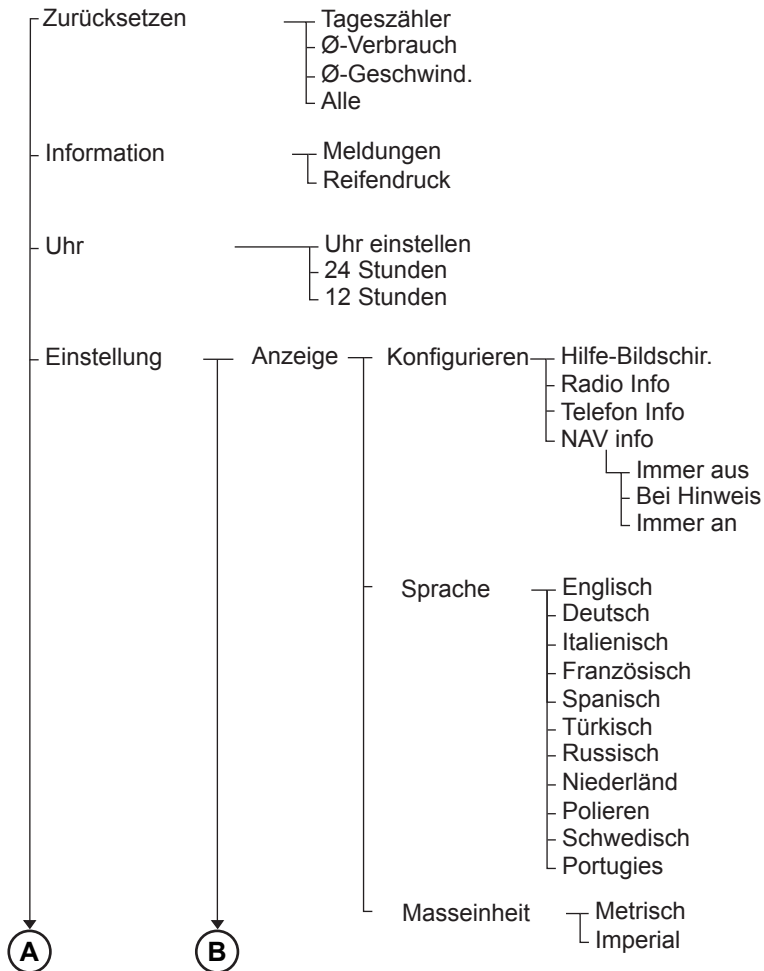 Zurücksetzen
Tageszähler
Ø-Verbrauch
Ø-Geschwind.
Alle
Information
Meldungen
Reifendruck
Uhr
Uhr einstellen
24 Stunden
12 Stunden
Einstellung
Anzeige
Konfigurieren
Hilfe-Bildschir.
Radio Info
Telefon Info
NAV info
Immer aus
Bei Hinweis
Immer an
Sprache
Englisch
Deutsch
Italienisch
Französisch
Spanisch
Türkisch
Russisch
Niederländ
Polieren
Schwedisch
Portugies
Masseinheit
Metrisch
Imperial
A
B